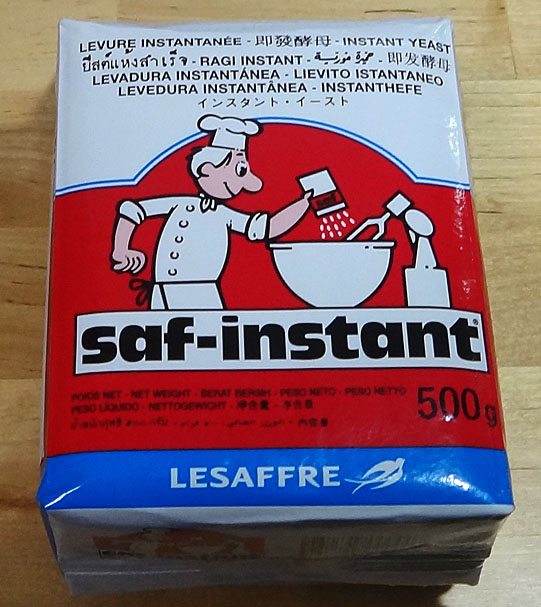 LEVURE INSTANTANÉE - 即發酵母 - INSTANT YEAST
ยีสต์แห้งสำเร็จ - RAGI INSTANT - خميرة فورية - 即发酵母
LEVADURA INSTANTÁNEA - LIEVITO ISTANTANEO
LEVEDURA INSTANTÂNEA - INSTANTHEFE
インスタント・イースト
saf
saf-instant®
POIDS NET - NET WEIGHT - BERAT BERSIH - PESO NETO - PESO NETTO
PESO LIQUIDO - NETTOGEWICHT - 淨含量 - 净含量
500g
LESAFFRE